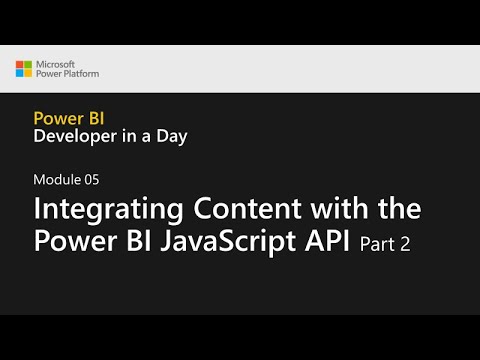 Microsoft
Power Platform
Power BI
Developer in a Day
Module 05
Integrating Content with the
Power BI JavaScript API Part 2